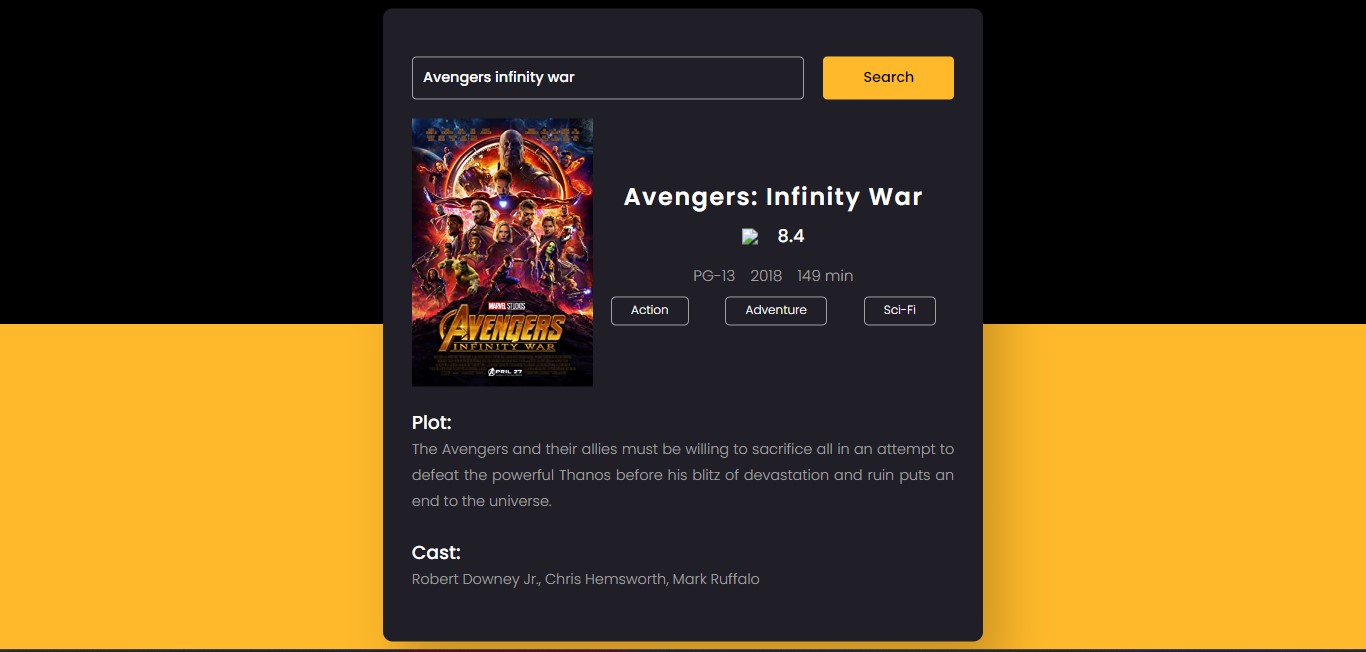 Avengers infinity war
Search
MARVEL STUDIOS
AVENGERS
INFINITY WAR
APRIL 27
Avengers: Infinity War
8.4
PG-13 2018 149 min
Action Adventure Sci-Fi
Plot:
The Avengers and their allies must be willing to sacrifice all in an attempt to
defeat the powerful Thanos before his blitz of devastation and ruin puts an
end to the universe.
Cast:
Robert Downey Jr., Chris Hemsworth, Mark Ruffalo